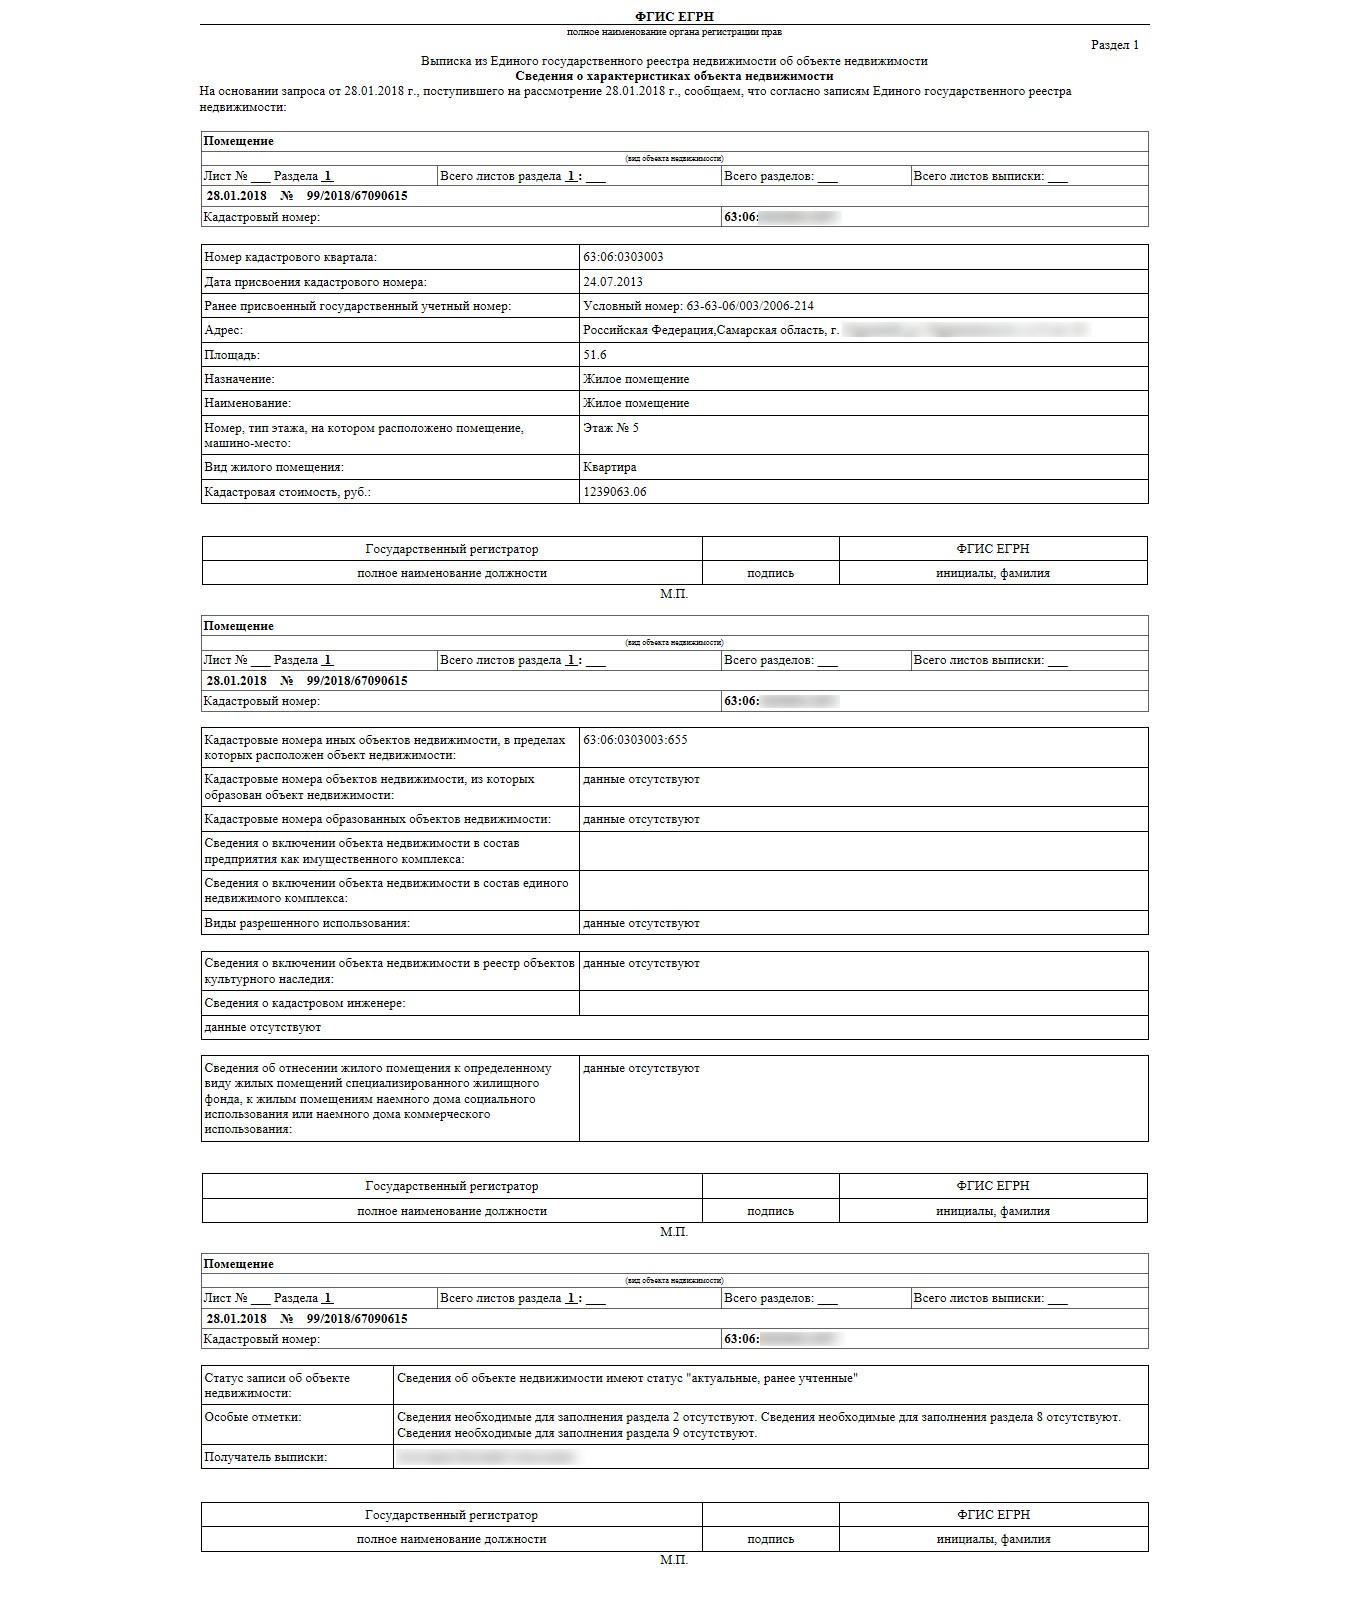 ФГИС ЕГРН
полное наименование органа регистрации прав
Раздел 1
Выписка из Единого государственного реестра недвижимости об объекте недвижимости
Сведения о характеристиках объекта недвижимости
На основании запроса от 28.01.2018 г., поступившего на рассмотрение 28.01.2018 г., сообщаем, что согласно записям Единого государственного реестра
недвижимости:
Помещение
(вид объекта недвижимости)
Лист № ___ Раздела 1 Всего листов раздела 1 : ___ Всего разделов: ___ Всего листов выписки: ___
28.01.2018 № 99/2018/67090615
Кадастровый номер: 63:06:
Номер кадастрового квартала: 63:06:0303003
Дата присвоения кадастрового номера: 24.07.2013
Ранее присвоенный государственный учетный номер: Условный номер: 63-63-06/003/2006-214
Адрес: Российская Федерация,Самарская область, г.
Площадь: 51.6
Назначение: Жилое помещение
Наименование: Жилое помещение
Номер, тип этажа, на котором расположено помещение, Этаж № 5
машино-место:
Вид жилого помещения: Квартира
Кадастровая стоимость, руб.: 1239063.06
Государственный регистратор ФГИС ЕГРН
полное наименование должности подпись инициалы, фамилия
М.П.
Помещение
(вид объекта недвижимости)
Лист № ___ Раздела 1 Всего листов раздела 1 : ___ Всего разделов: ___ Всего листов выписки: ___
28.01.2018 № 99/2018/67090615
Кадастровый номер: 63:06:
Кадастровые номера иных объектов недвижимости, в пределах 63:06:0303003:655
которых расположен объект недвижимости:
Кадастровые номера объектов недвижимости, из которых данные отсутствуют
образован объект недвижимости:
Кадастровые номера образованных объектов недвижимости: данные отсутствуют
Сведения о включении объекта недвижимости в состав
предприятия как имущественного комплекса:
Сведения о включении объекта недвижимости в состав единого
недвижимого комплекса:
Виды разрешенного использования: данные отсутствуют
Сведения о включении объекта недвижимости в реестр объектов данные отсутствуют
культурного наследия:
Сведения о кадастровом инженере:
данные отсутствуют
Сведения об отнесении жилого помещения к определенному данные отсутствуют
виду жилых помещений специализированного жилищного
фонда, к жилым помещениям наемного дома социального
использования или наемного дома коммерческого
использования:
Государственный регистратор ФГИС ЕГРН
полное наименование должности подпись инициалы, фамилия
М.П.
Помещение
(вид объекта недвижимости)
Лист № ___ Раздела 1 Всего листов раздела 1 : ___ Всего разделов: ___ Всего листов выписки: ___
28.01.2018 № 99/2018/67090615
Кадастровый номер: 63:06:
Статус записи об объекте Сведения об объекте недвижимости имеют статус "актуальные, ранее учтенные"
недвижимости:
Особые отметки: Сведения необходимые для заполнения раздела 2 отсутствуют. Сведения необходимые для заполнения раздела 8 отсутствуют.
Сведения необходимые для заполнения раздела 9 отсутствуют.
Получатель выписки:
Государственный регистратор ФГИС ЕГРН
полное наименование должности подпись инициалы, фамилия
М.П.